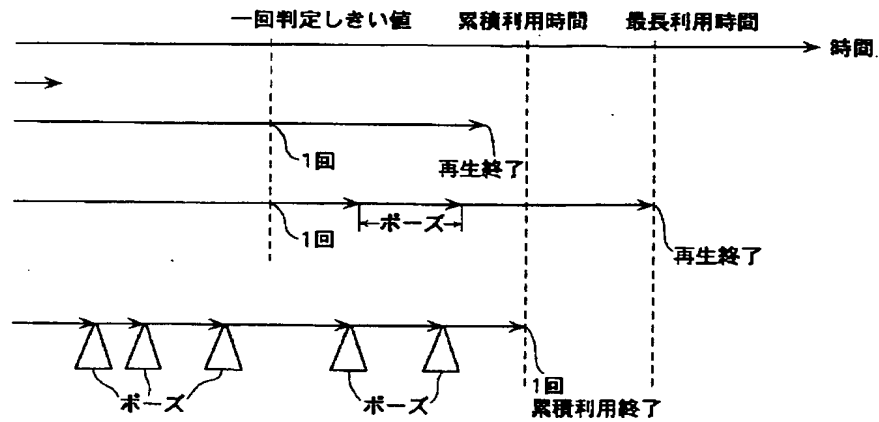 一回判定しきい値 累積利用時間 最長利用時間
時間
1回
再生終了
ポーズ
1回
再生終了
ポーズ ポーズ
1回
累積利用終了